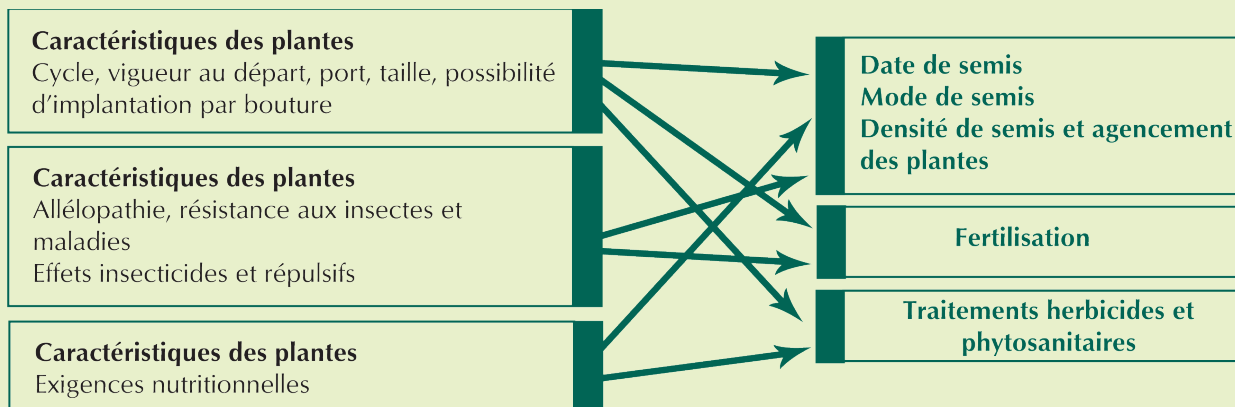 Caractéristiques des plantes
Cycle, vigueur au départ, port, taille, possibilité
d’implantation par bouture
Caractéristiques des plantes
Allélopathie, résistance aux insectes et
maladies
Effets insecticides et répulsifs
Caractéristiques des plantes
Exigences nutritionnelles
Date de semis
Mode de semis
Densité de semis et agencement
des plantes
Fertilisation
Traitements herbicides et
phytosanitaires